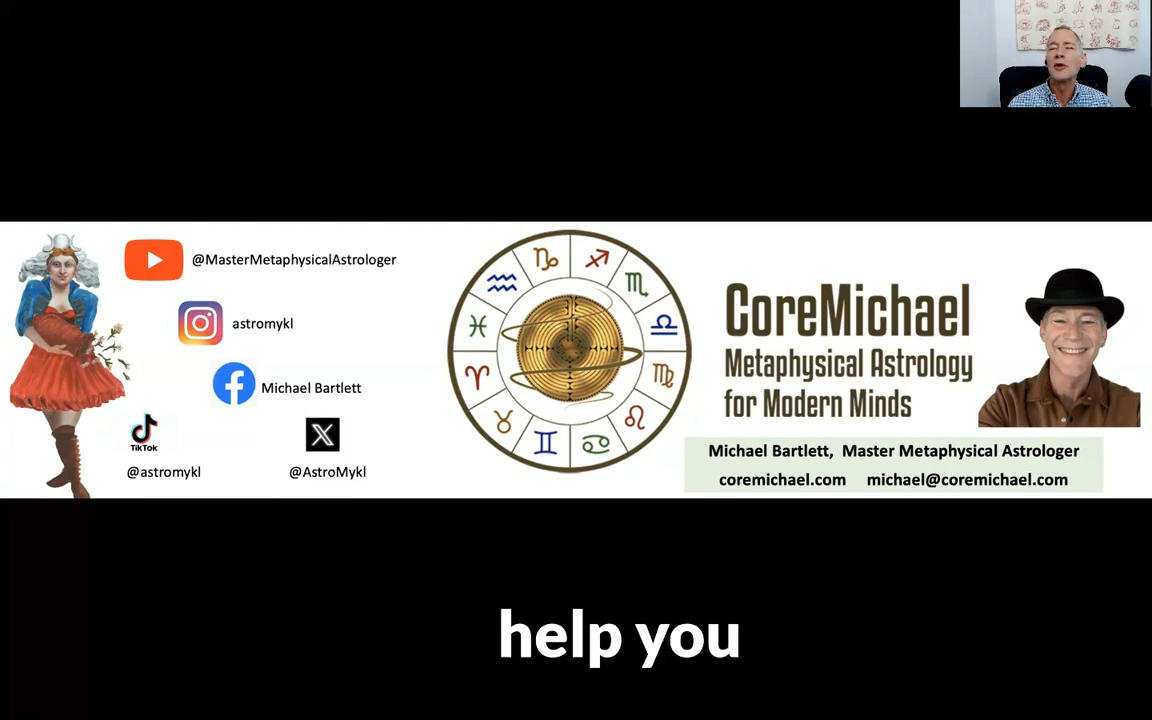 @MasterMetaphysicalAstrologer
astromykl
Michael Bartlett
TikTok
@astromykl
@AstroMykl
CoreMichael
Metaphysical Astrology
for Modern Minds
Michael Bartlett, Master Metaphysical Astrologer
coremichael.com michael@coremichael.com
help you